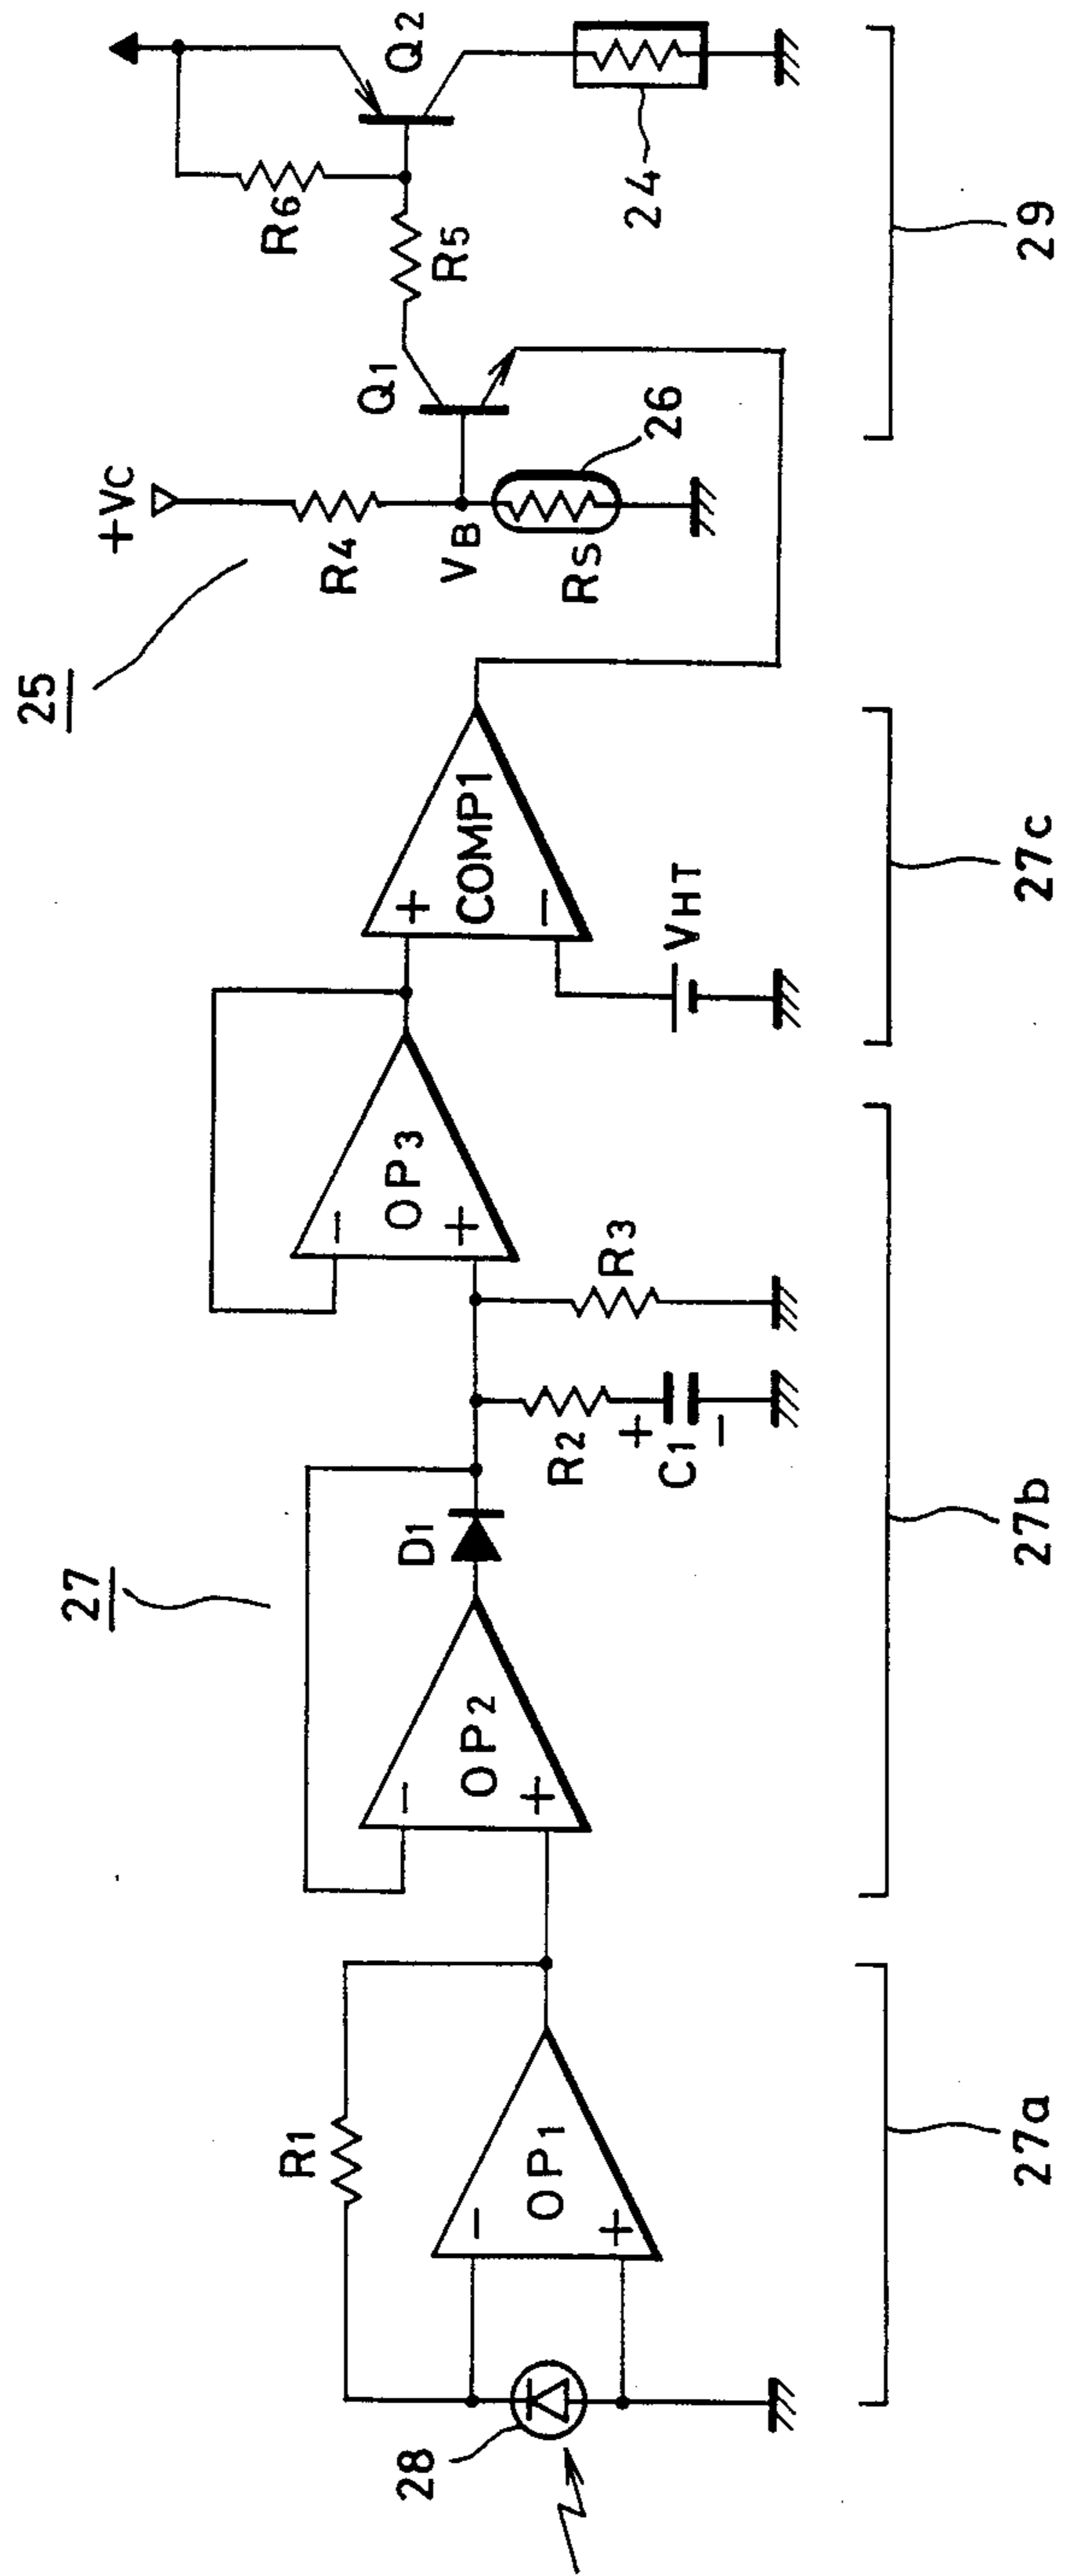 25
27
+VC
R1
28
OP1
−
+
OP2
−
+
D1
R2
+
C1
−
R3
OP3
−
+
COMP1
+
−
VHT
R4
VB
RS
26
Q1
R5
R6
Q2
24
27a
27b
27c
29